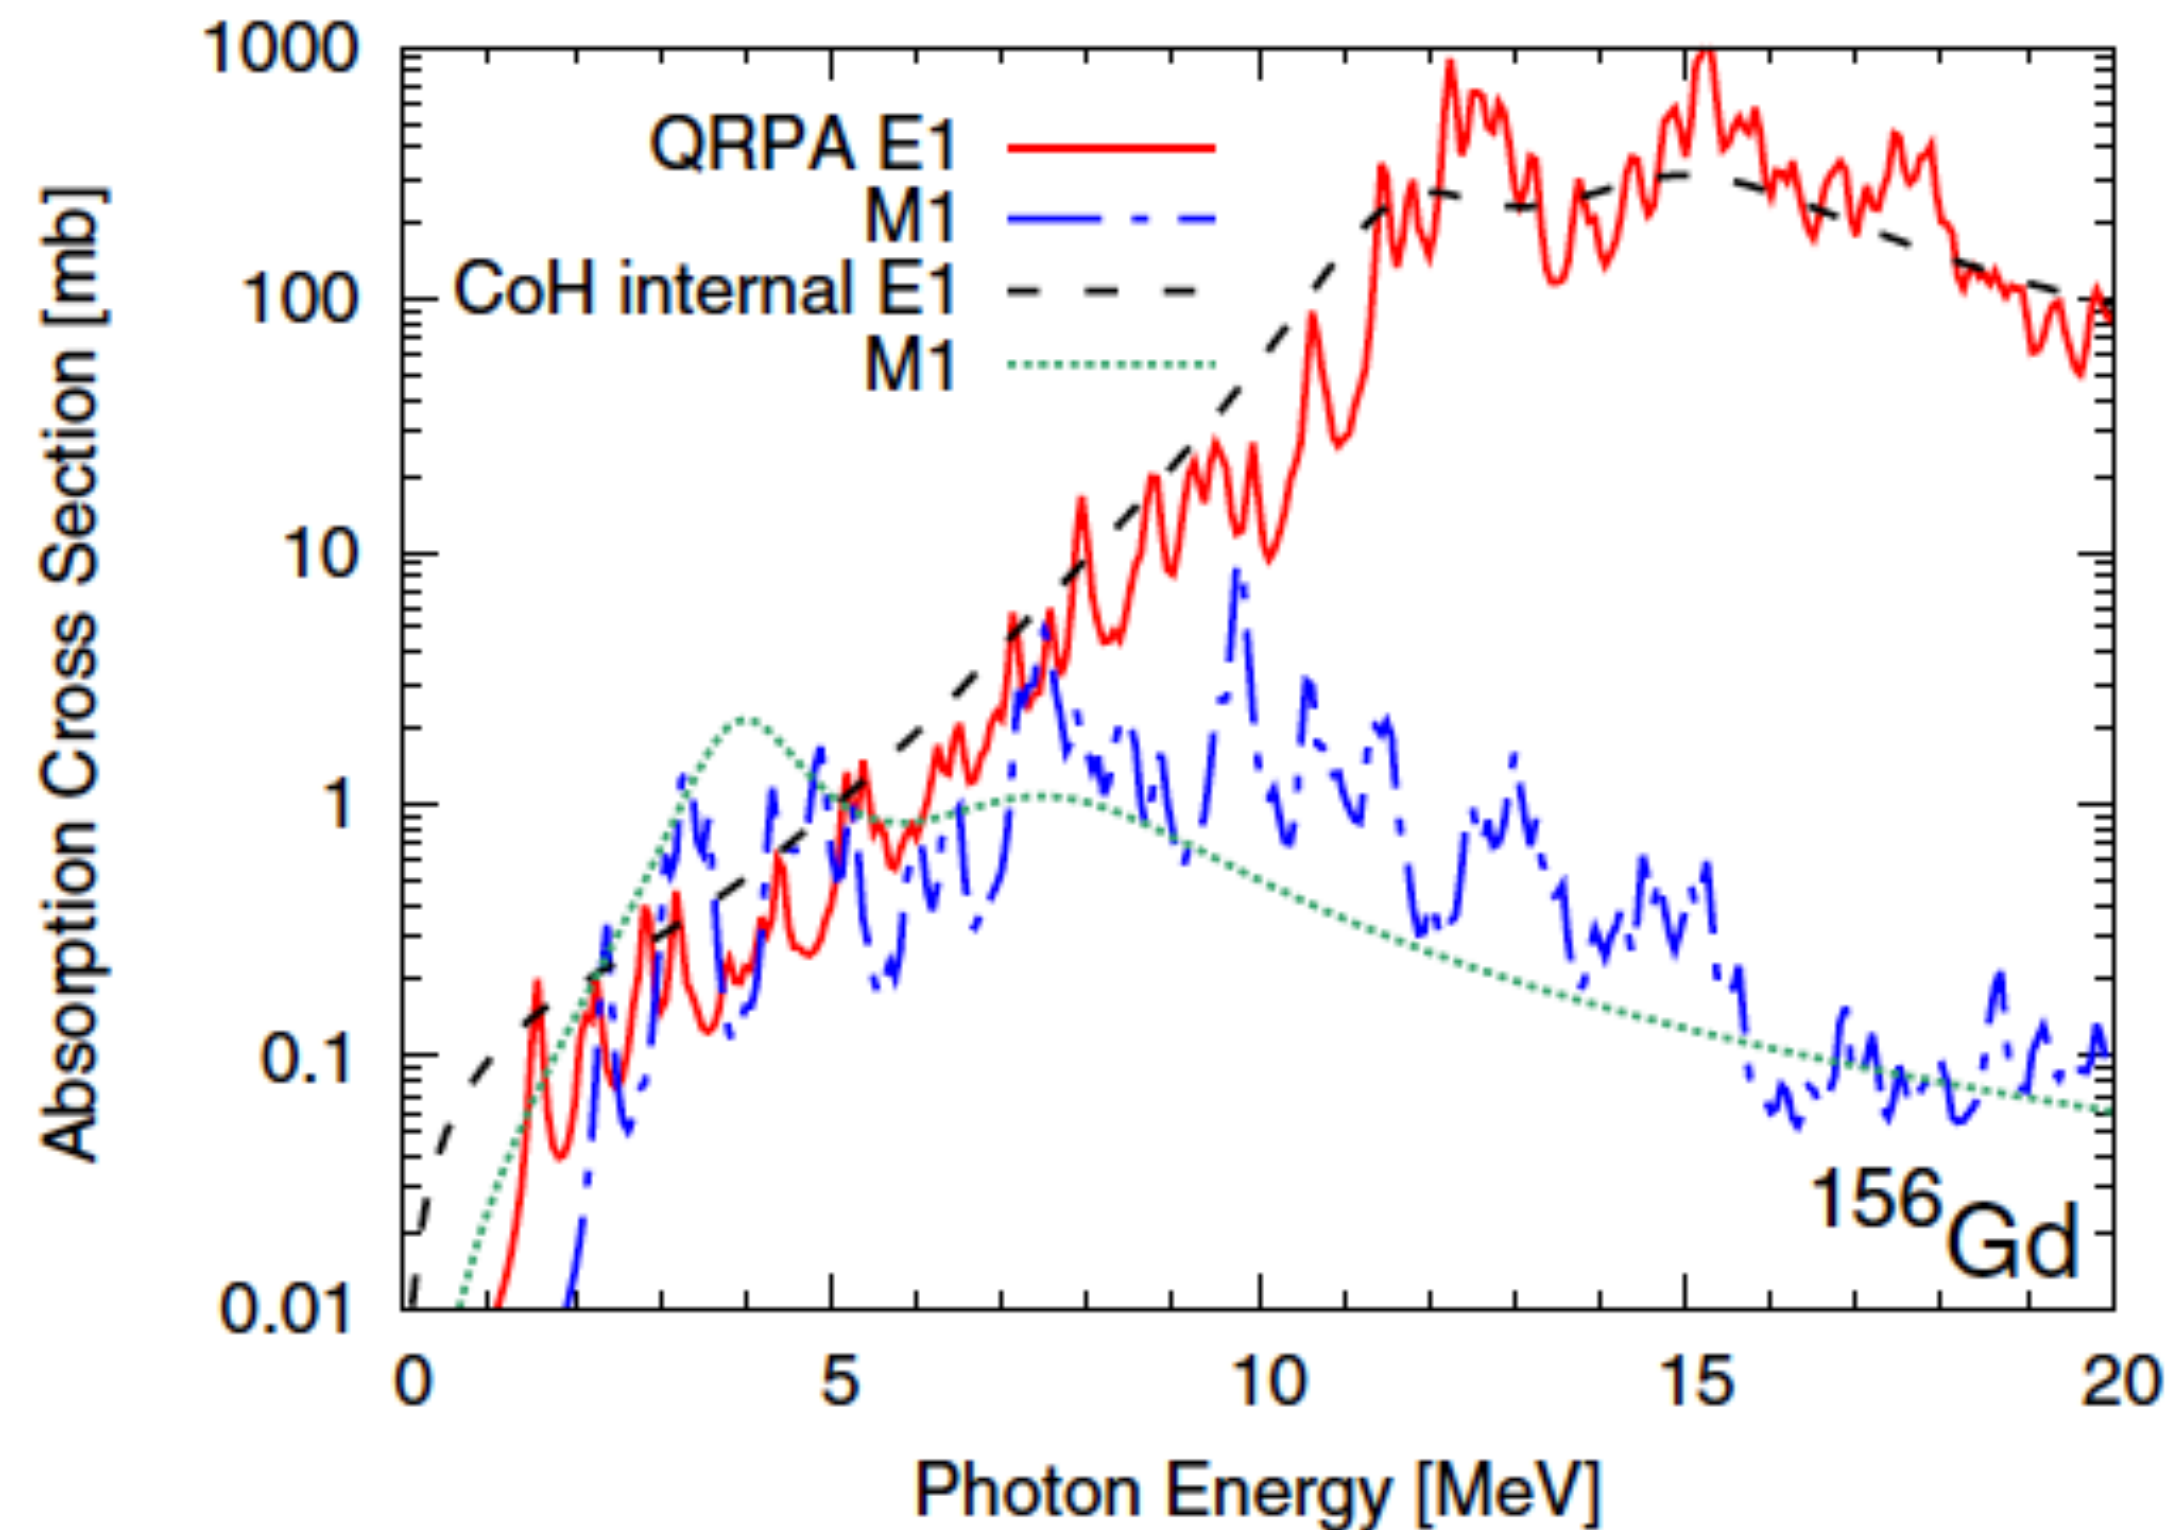 Absorption Cross Section [mb]
1000
100
10
1
0.1
0.01
QRPA E1
M1
CoH internal E1
M1
156Gd
0 5 10 15 20
Photon Energy [MeV]